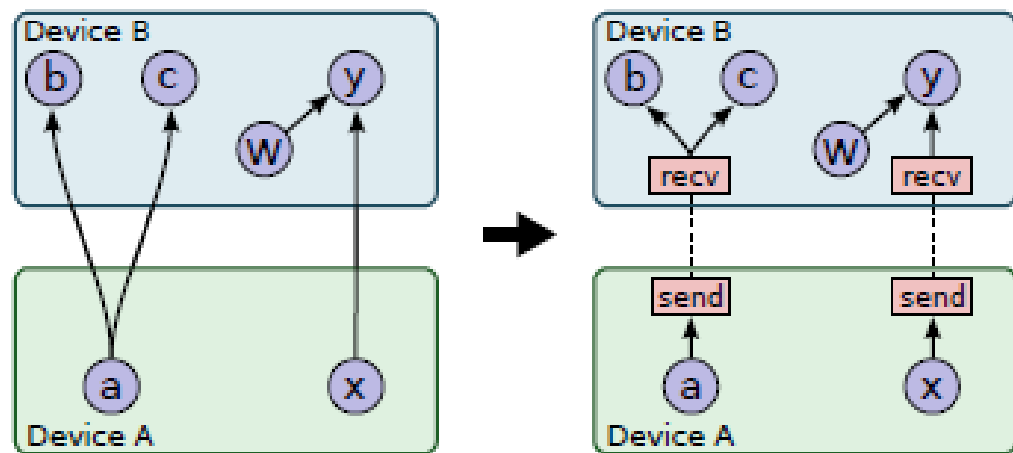 Device B
b c y
W
a x
Device A
Device B
b c y
W
recv recv
send send
a x
Device A